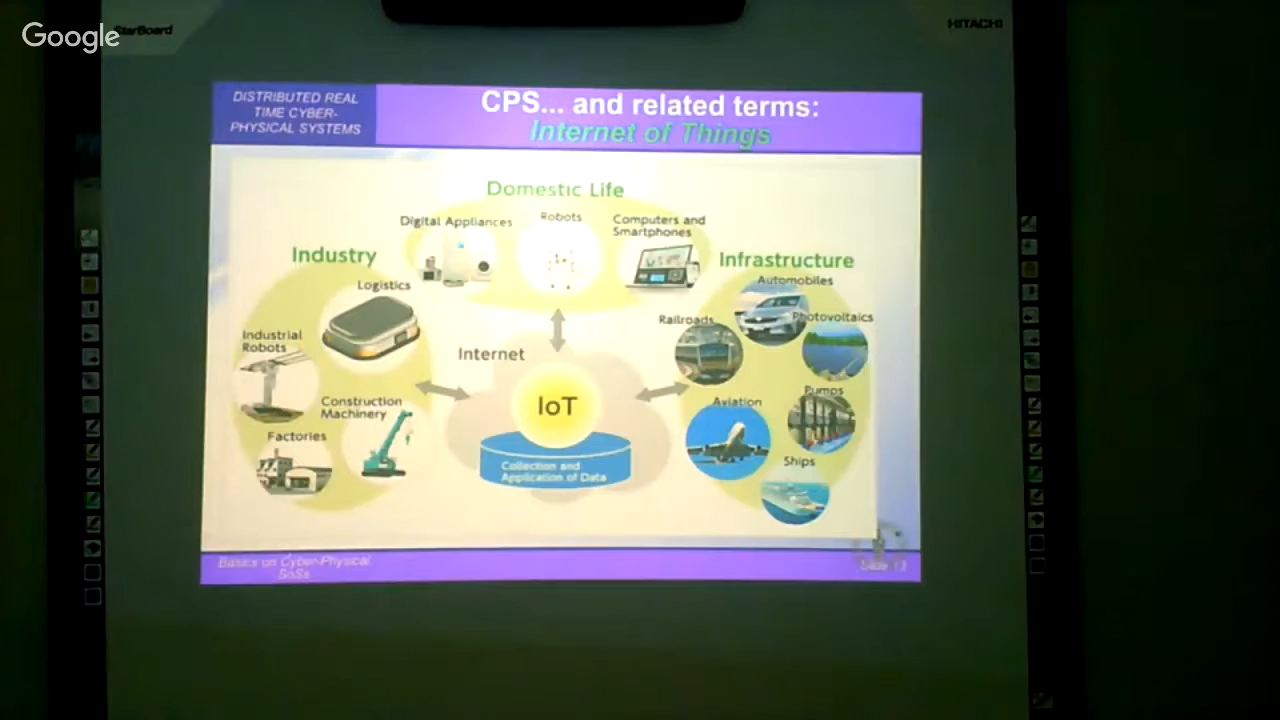 Google
StarBoard
HITACHI
DISTRIBUTED REAL
TIME CYBER-
PHYSICAL SYSTEMS
CPS... and related terms:
Internet of Things
Domestic Life
Digital Appliances
Robots
Computers and
Smartphones
Industry
Logistics
Industrial
Robots
Construction
Machinery
Factories
Internet
IoT
Collection and
Application of Data
Infrastructure
Automobiles
Railroads
Photovoltaics
Pumps
Aviation
Ships
Basics on Cyber-Physical
SoSs
Slide 13